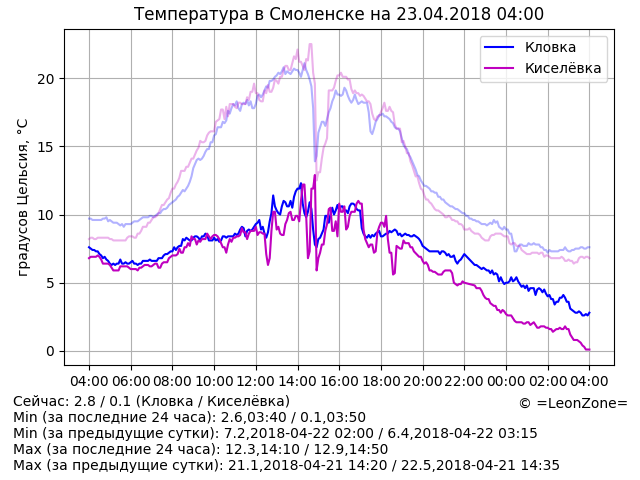 Температура в Смоленске на 23.04.2018 04:00
Кловка
Киселёвка
градусов Цельсия, °C
20
15
10
5
0
04:00 06:00 08:00 10:00 12:00 14:00 16:00 18:00 20:00 22:00 00:00 02:00 04:00
Сейчас: 2.8 / 0.1 (Кловка / Киселёвка)
© =LeonZone=
Min (за последние 24 часа): 2.6,03:40 / 0.1,03:50
Min (за предыдущие сутки): 7.2,2018-04-22 02:00 / 6.4,2018-04-22 03:15
Max (за последние 24 часа): 12.3,14:10 / 12.9,14:50
Max (за предыдущие сутки): 21.1,2018-04-21 14:20 / 22.5,2018-04-21 14:35